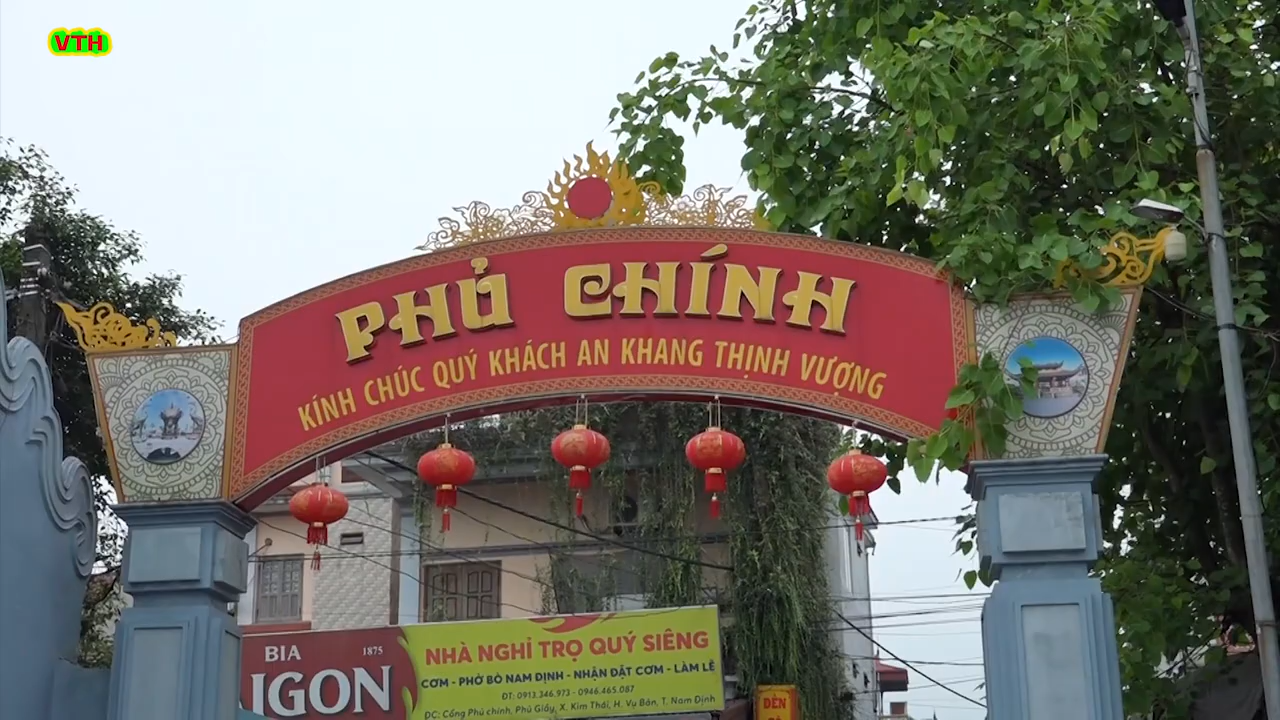 VTH
PHỦ CHÍNH
KÍNH CHÚC QUÝ KHÁCH AN KHANG THỊNH VƯỢNG
BIA 1875
IGON
NHÀ NGHỈ TRỌ QUÝ SIÊNG
CƠM - PHỞ BÒ NAM ĐỊNH - NHẬN ĐẶT CƠM - LÀM LỄ
ĐT: 0913.346.973 - 0946.465.087
ĐC: Cổng Phủ chính, Phủ Giầy, X. Kim Thái, H. Vụ Bản, T. Nam Định
ĐỀN